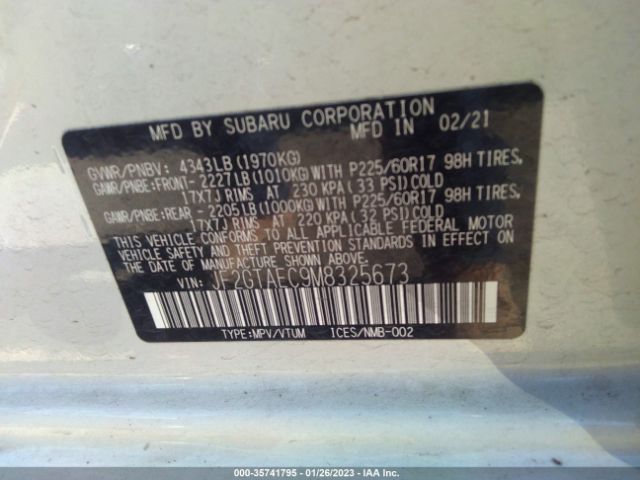 MFD BY SUBARU CORPORATION
MFD IN 02/21
GVWR/PNBV: 4343LB (1970KG)
GAWR/PNBE:FRONT- 2227LB (1010KG)WITH P225/60R17 98H TIRES,
17X7J RIMS AT 230 KPA (33 PSI)COLD
GAWR/PNBE:REAR - 2205LB (1000KG)WITH P225/60R17 98H TIRES,
17X7J RIMS AT 220 KPA (32 PSI)COLD
THIS VEHICLE CONFORMS TO ALL APPLICABLE FEDERAL MOTOR
VEHICLE SAFETY AND THEFT PREVENTION STANDARDS IN EFFECT ON
THE DATE OF MANUFACTURE SHOWN ABOVE.
VIN: JF2GTAEC9M8325673
TYPE:MPV/VTUM ICES/NMB-002
000-35741795 - 01/26/2023 - IAA Inc.